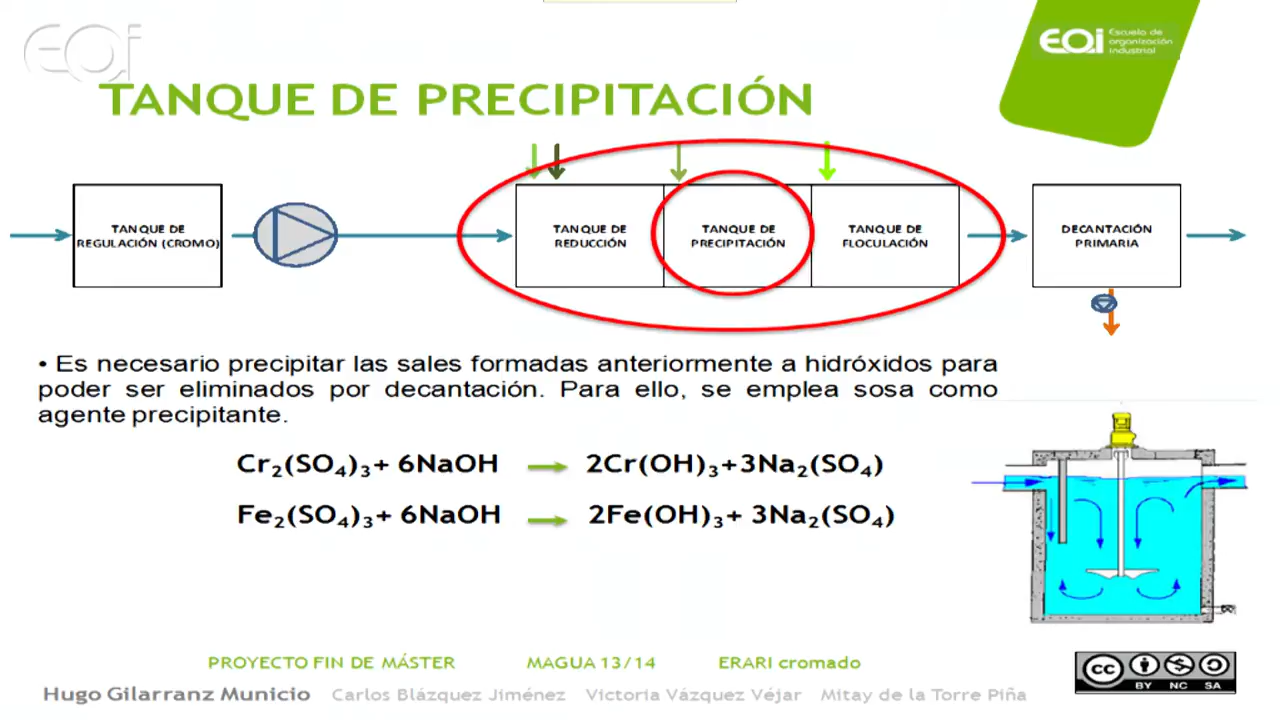 EOi
EOi Escuela de
organización
industrial
TANQUE DE PRECIPITACIÓN
TANQUE DE
REGULACIÓN (CROMO)
TANQUE DE
REDUCCIÓN
TANQUE DE
PRECIPITACIÓN
TANQUE DE
FLOCULACIÓN
DECANTACIÓN
PRIMARIA
• Es necesario precipitar las sales formadas anteriormente a hidróxidos para
poder ser eliminados por decantación. Para ello, se emplea sosa como
agente precipitante.
Cr₂(SO₄)₃+ 6NaOH → 2Cr(OH)₃+3Na₂(SO₄)
Fe₂(SO₄)₃+ 6NaOH → 2Fe(OH)₃+ 3Na₂(SO₄)
PROYECTO FIN DE MÁSTER MAGUA 13/14 ERARI cromado
Hugo Gilarranz Municio Carlos Blázquez Jiménez Victoria Vázquez Véjar Mitay de la Torre Piña
cc
BY NC SA